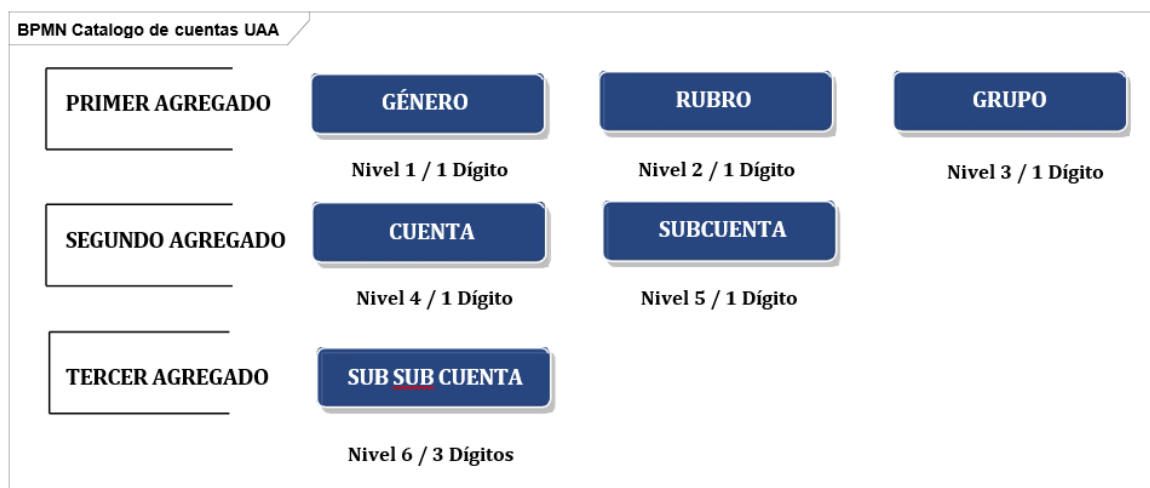 BPMN Catalogo de cuentas UAA
PRIMER AGREGADO
GÉNERO
RUBRO
GRUPO
Nivel 1 / 1 Dígito
Nivel 2 / 1 Dígito
Nivel 3 / 1 Dígito
SEGUNDO AGREGADO
CUENTA
SUBCUENTA
Nivel 4 / 1 Dígito
Nivel 5 / 1 Dígito
TERCER AGREGADO
SUB SUB CUENTA
Nivel 6 / 3 Dígitos